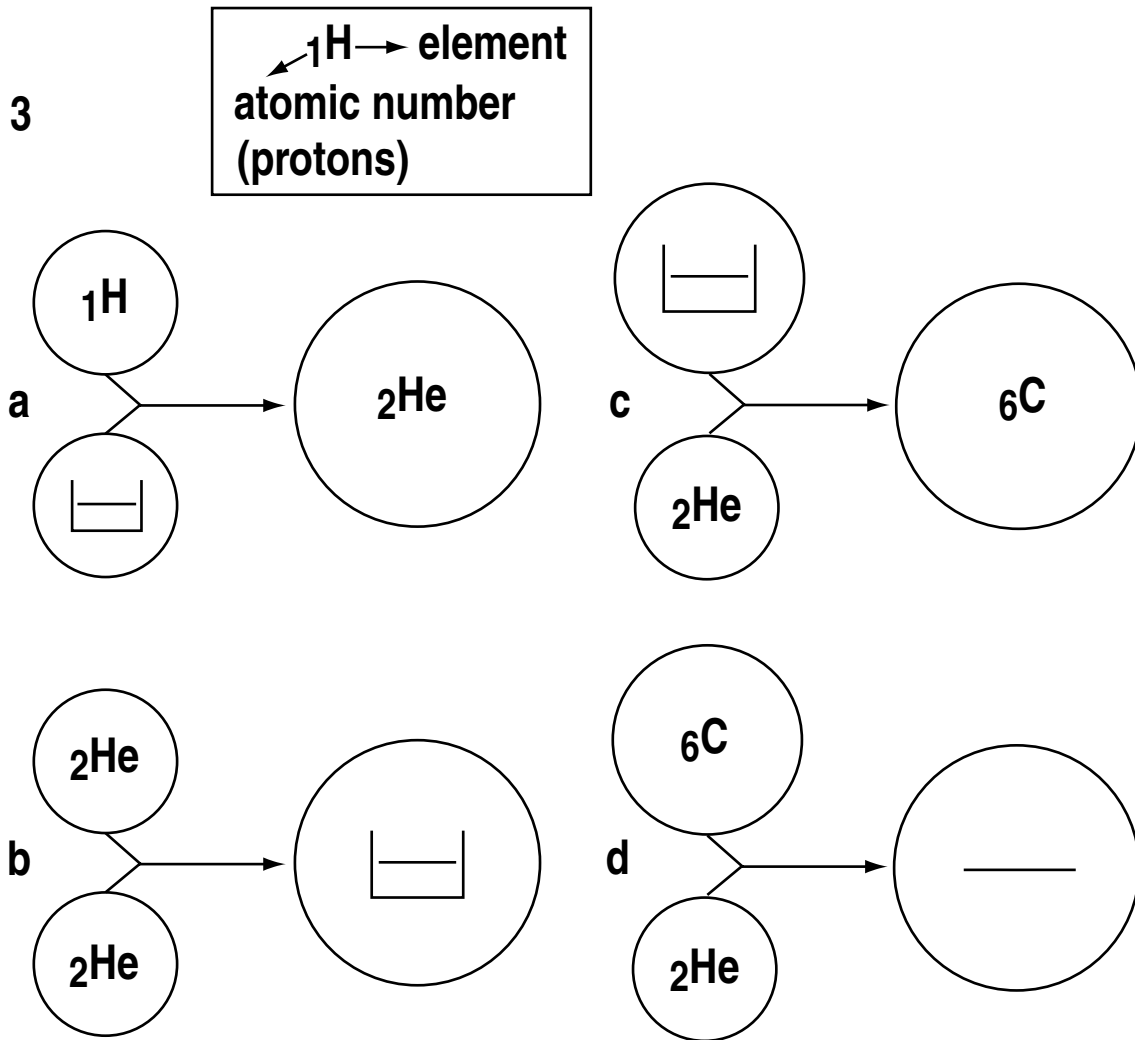 ₁H → element
atomic number
(protons)
3
a
₁H
₂He
b
₂He
₂He
c
₂He
₆C
d
₆C
₂He